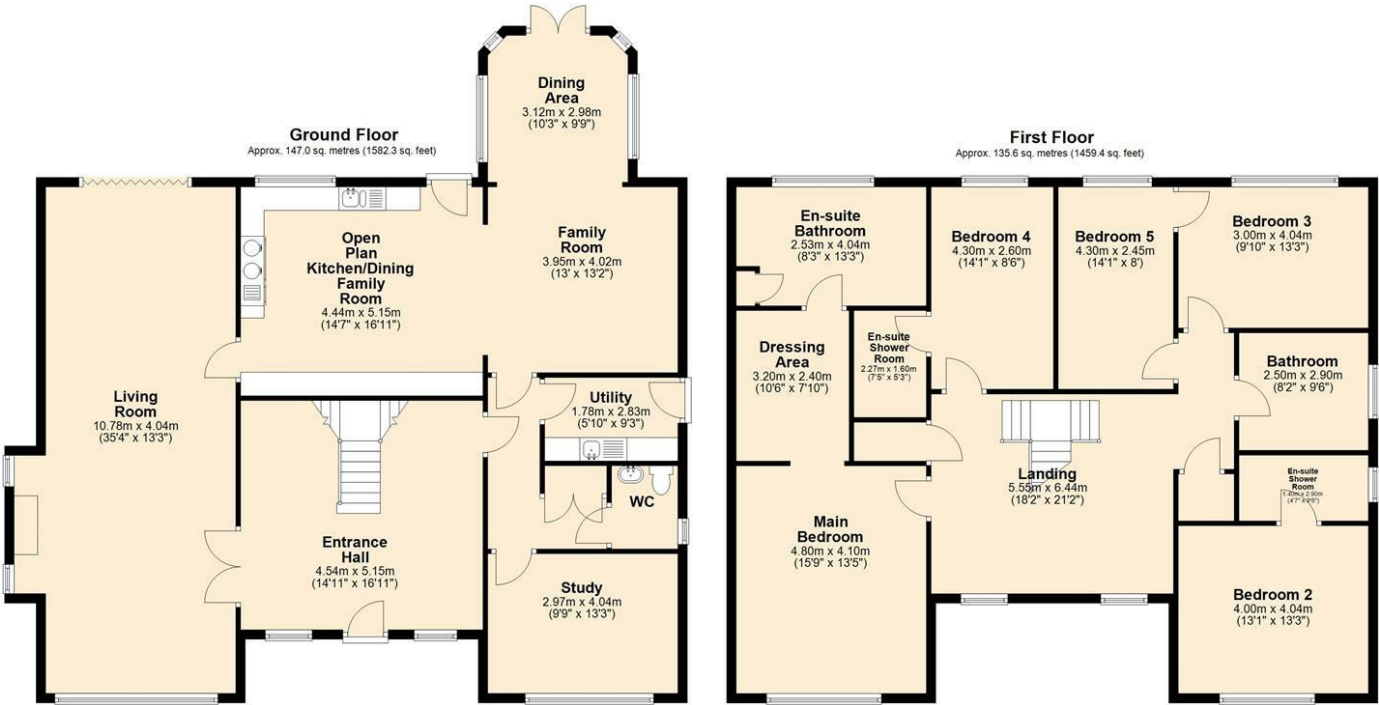 Ground Floor
Approx. 147.0 sq. metres (1582.3 sq. feet)
Dining
Area
3.12m x 2.98m
(10'3" x 9'9")
Open
Plan
Kitchen/Dining
Family
Room
4.44m x 5.15m
(14'7" x 16'11")
Family
Room
3.95m x 4.02m
(13' x 13'2")
Living
Room
10.78m x 4.04m
(35'4" x 13'3")
Utility
1.78m x 2.83m
(5'10" x 9'3")
WC
Entrance
Hall
4.54m x 5.15m
(14'11" x 16'11")
Study
2.97m x 4.04m
(9'9" x 13'3")
First Floor
Approx. 135.6 sq. metres (1459.4 sq. feet)
En-suite
Bathroom
2.53m x 4.04m
(8'3" x 13'3")
Bedroom 4
4.30m x 2.60m
(14'1" x 8'6")
Bedroom 5
4.30m x 2.45m
(14'1" x 8')
Bedroom 3
3.00m x 4.04m
(9'10" x 13'3")
Dressing
Area
3.20m x 2.40m
(10'6" x 7'10")
En-suite
Shower
Room
2.27m x 1.60m
(7'5" x 5'3")
Bathroom
2.50m x 2.90m
(8'2" x 9'6")
Landing
5.55m x 6.44m
(18'2" x 21'2")
En-suite
Shower
Room
1.40m x 2.90m
(4'7" x 9'6")
Main
Bedroom
4.80m x 4.10m
(15'9" x 13'5")
Bedroom 2
4.00m x 4.04m
(13'1" x 13'3")